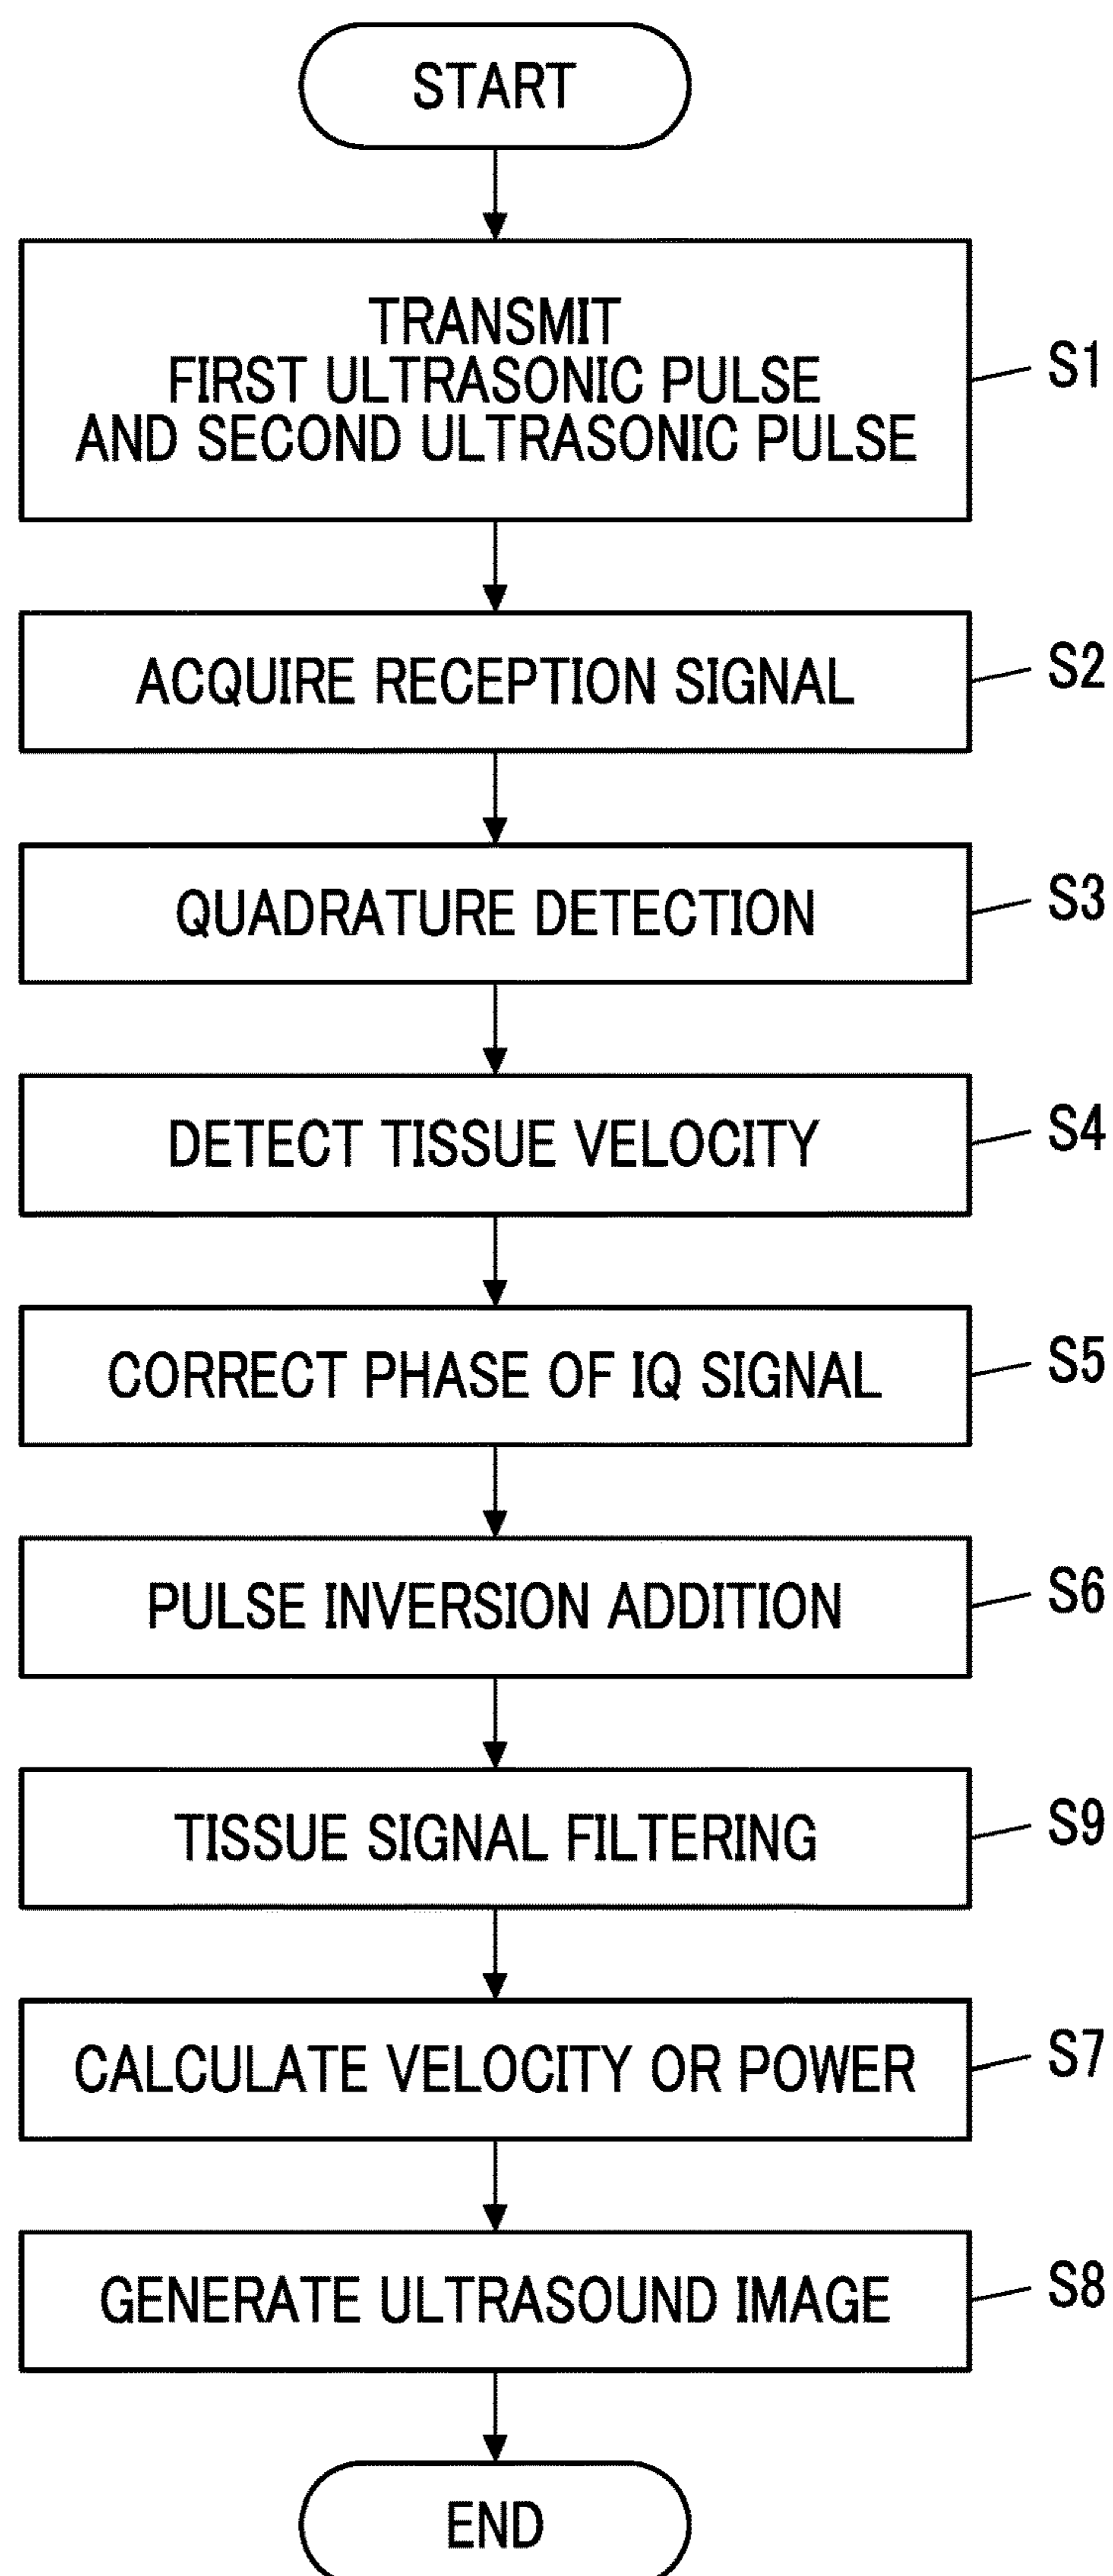 START
TRANSMIT
FIRST ULTRASONIC PULSE
AND SECOND ULTRASONIC PULSE
S1
ACQUIRE RECEPTION SIGNAL
S2
QUADRATURE DETECTION
S3
DETECT TISSUE VELOCITY
S4
CORRECT PHASE OF IQ SIGNAL
S5
PULSE INVERSION ADDITION
S6
TISSUE SIGNAL FILTERING
S9
CALCULATE VELOCITY OR POWER
S7
GENERATE ULTRASOUND IMAGE
S8
END